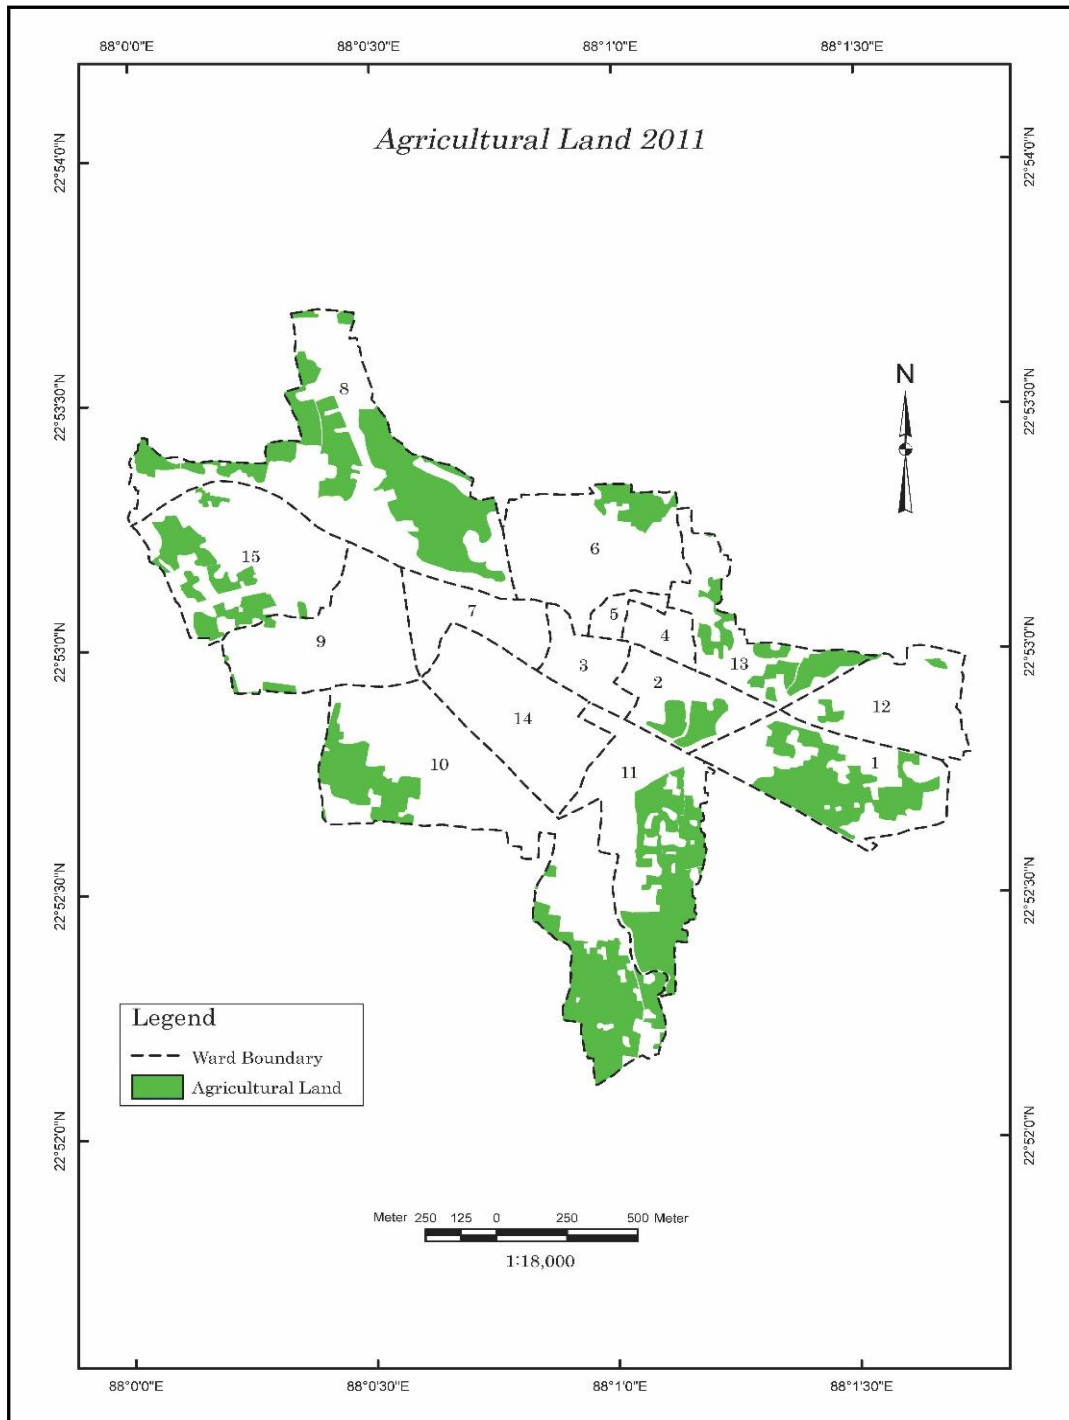 88°0'0"E 88°0'30"E 88°1'0"E 88°1'30"E
Agricultural Land 2011
22°54'0"N 22°54'0"N
N
22°53'30"N 22°53'30"N
8
6
15
7
5
4
22°53'0"N 22°53'0"N
9
3
13
2
12
14
10
11
1
22°52'30"N 22°52'30"N
Legend
Ward Boundary
Agricultural Land
22°52'0"N 22°52'0"N
Meter 250 125 0 250 500 Meter
1:18,000
88°0'0"E 88°0'30"E 88°1'0"E 88°1'30"E